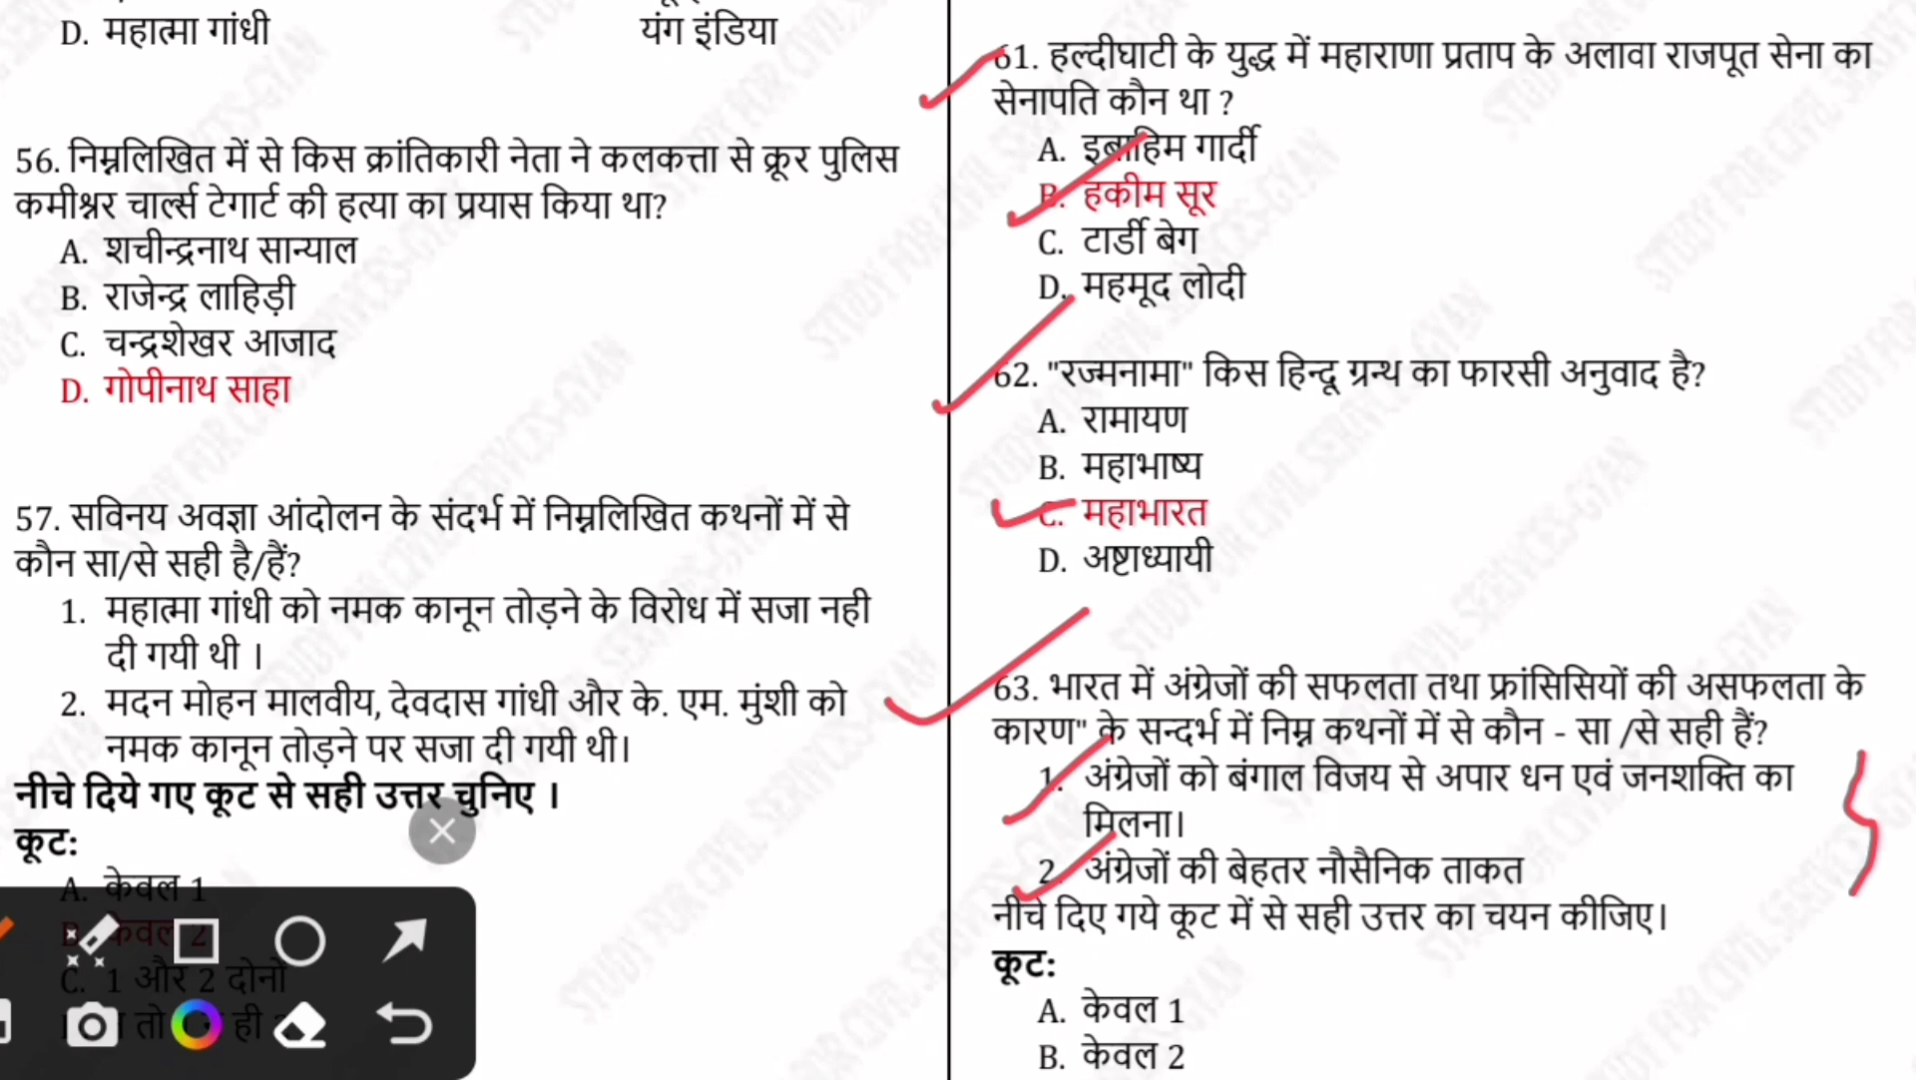 D. महात्मा गांधी यंग इंडिया
56. निम्नलिखित में से किस क्रांतिकारी नेता ने कलकत्ता से क्रूर पुलिस
कमीश्नर चार्ल्स टेगार्ट की हत्या का प्रयास किया था?
A. शचीन्द्रनाथ सान्याल
B. राजेन्द्र लाहिड़ी
C. चन्द्रशेखर आजाद
D. गोपीनाथ साहा
57. सविनय अवज्ञा आंदोलन के संदर्भ में निम्नलिखित कथनों में से
कौन सा/से सही है/हैं?
1. महात्मा गांधी को नमक कानून तोड़ने के विरोध में सजा नही
दी गयी थी ।
2. मदन मोहन मालवीय, देवदास गांधी और के. एम. मुंशी को
नमक कानून तोड़ने पर सजा दी गयी थी।
नीचे दिये गए कूट से सही उत्तर चुनिए ।
कूट:
A. केवल 1
B. केवल 2
C. 1 और 2 दोनों
तो ही
61. हल्दीघाटी के युद्ध में महाराणा प्रताप के अलावा राजपूत सेना का
सेनापति कौन था ?
A. इब्राहिम गार्दी
B. हकीम सूर
C. टार्डी बेग
D. महमूद लोदी
62. "रज्मनामा" किस हिन्दू ग्रन्थ का फारसी अनुवाद है?
A. रामायण
B. महाभाष्य
C. महाभारत
D. अष्टाध्यायी
63. भारत में अंग्रेजों की सफलता तथा फ्रांसिसियों की असफलता के
कारण" के सन्दर्भ में निम्न कथनों में से कौन - सा /से सही हैं?
1. अंग्रेजों को बंगाल विजय से अपार धन एवं जनशक्ति का
मिलना।
2. अंग्रेजों की बेहतर नौसैनिक ताकत
नीचे दिए गये कूट में से सही उत्तर का चयन कीजिए।
कूट:
A. केवल 1
B. केवल 2